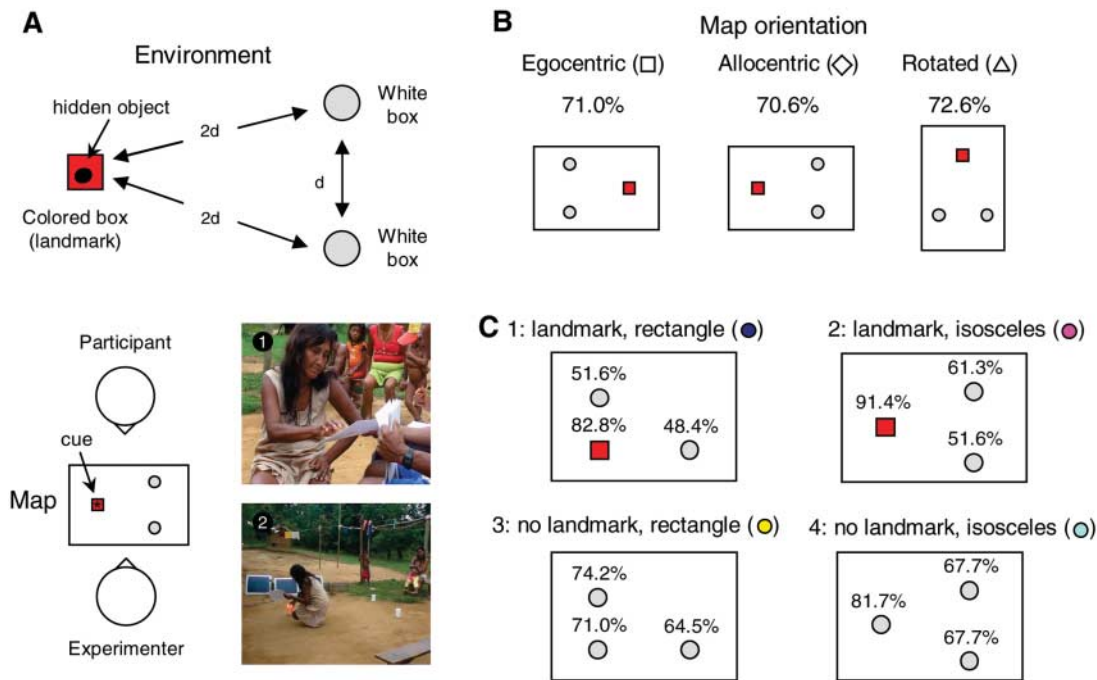 A
Environment
hidden object
2d
White
box
d
Colored box
(landmark)
2d
White
box
Participant
cue
Map
Experimenter
1
2
B
Map orientation
Egocentric (□)
Allocentric (◇)
Rotated (△)
71.0%
70.6%
72.6%
C
1: landmark, rectangle (●)
51.6%
82.8%
48.4%
2: landmark, isosceles (●)
61.3%
91.4%
51.6%
3: no landmark, rectangle (●)
74.2%
71.0%
64.5%
4: no landmark, isosceles (●)
67.7%
81.7%
67.7%